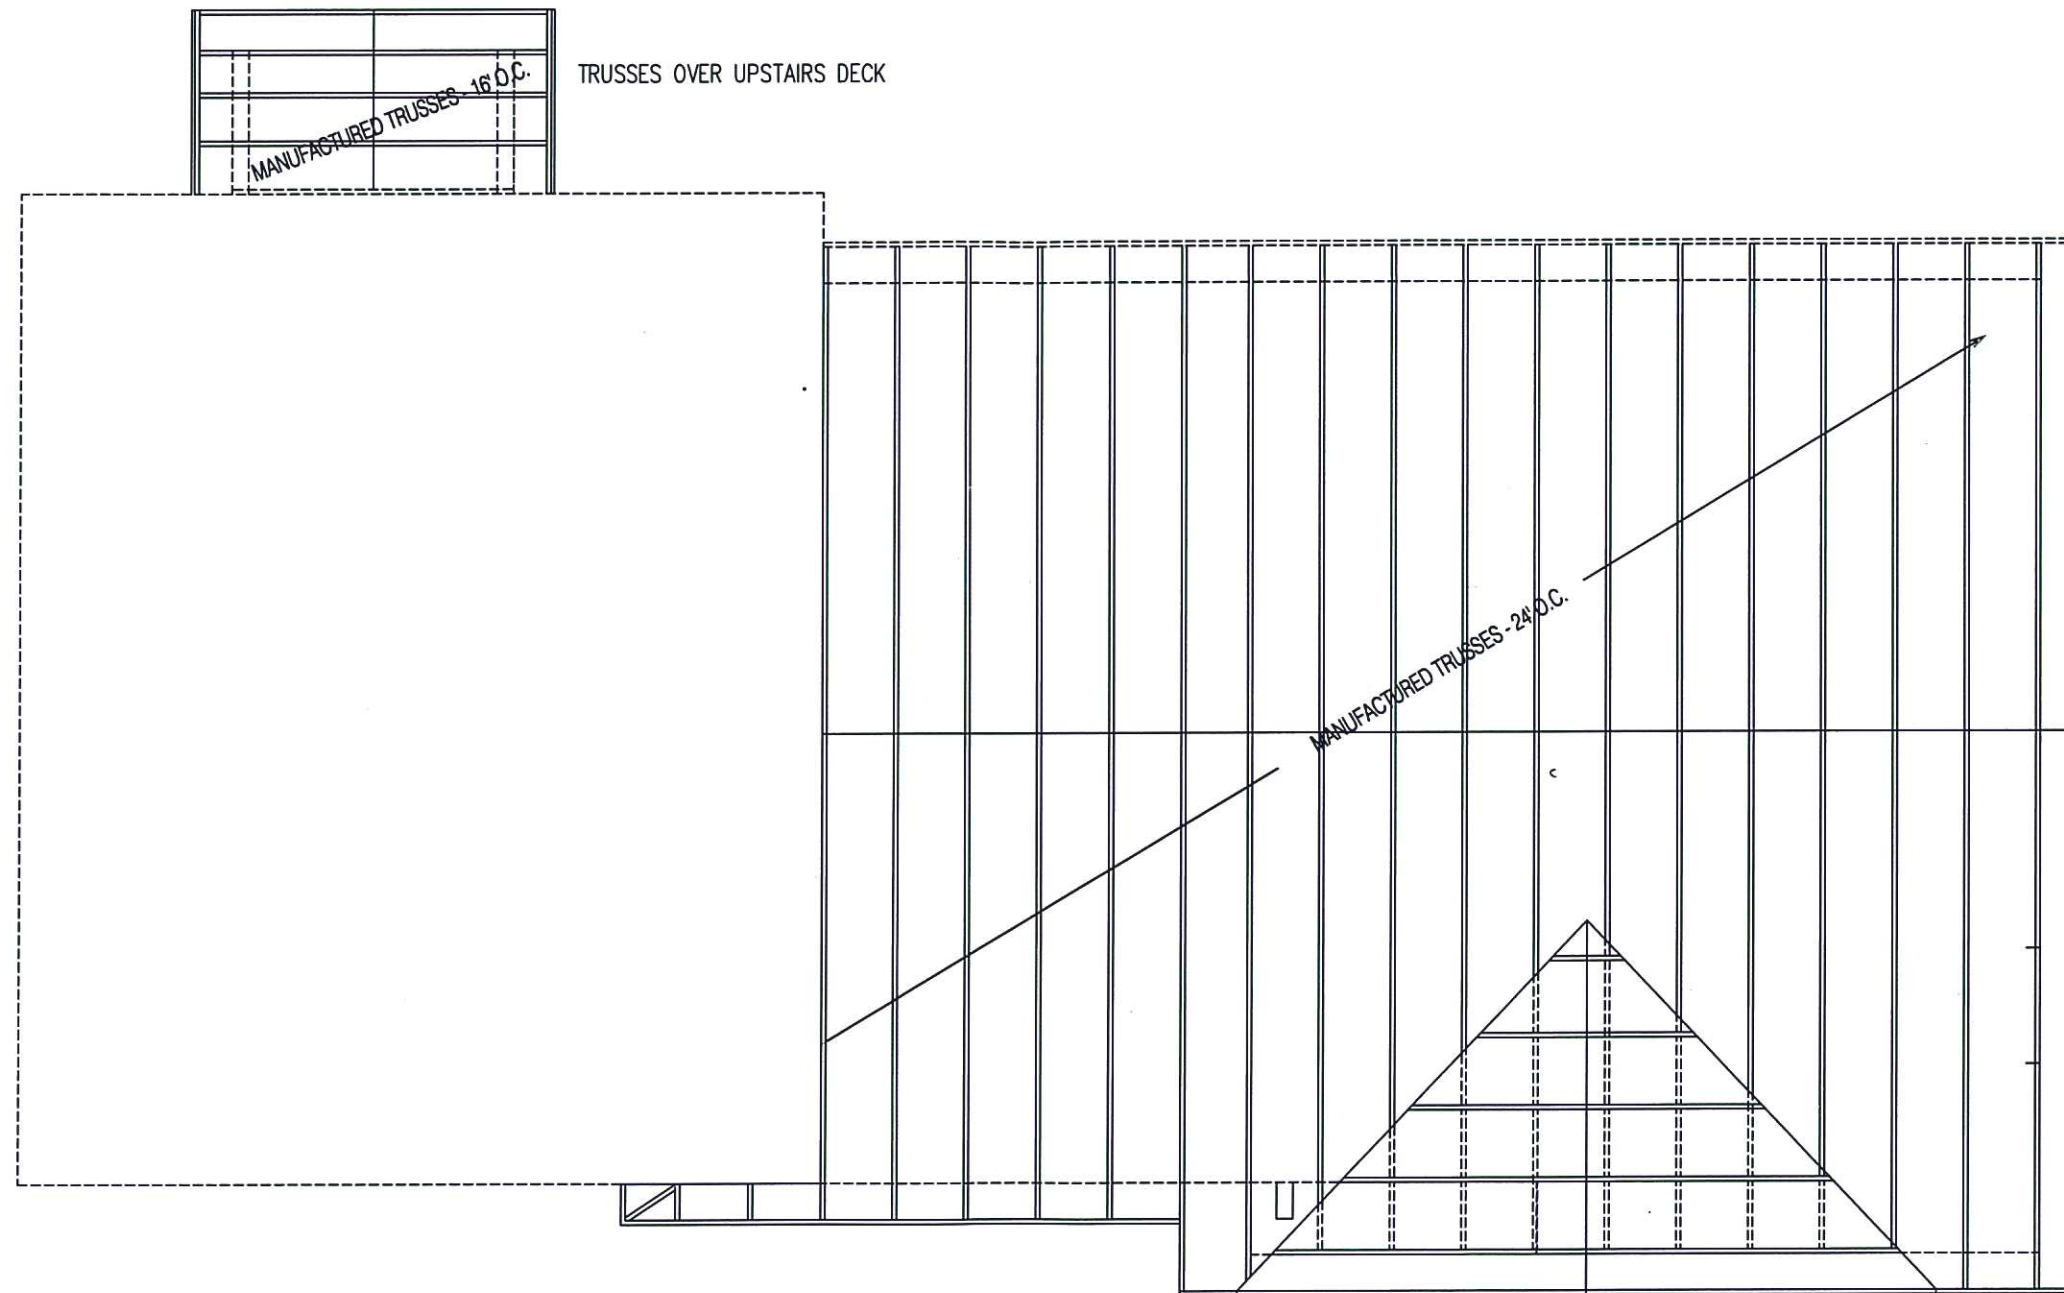 TRUSSES OVER UPSTAIRS DECK
MANUFACTURED TRUSSES - 16' O.C.
MANUFACTURED TRUSSES - 24' O.C.